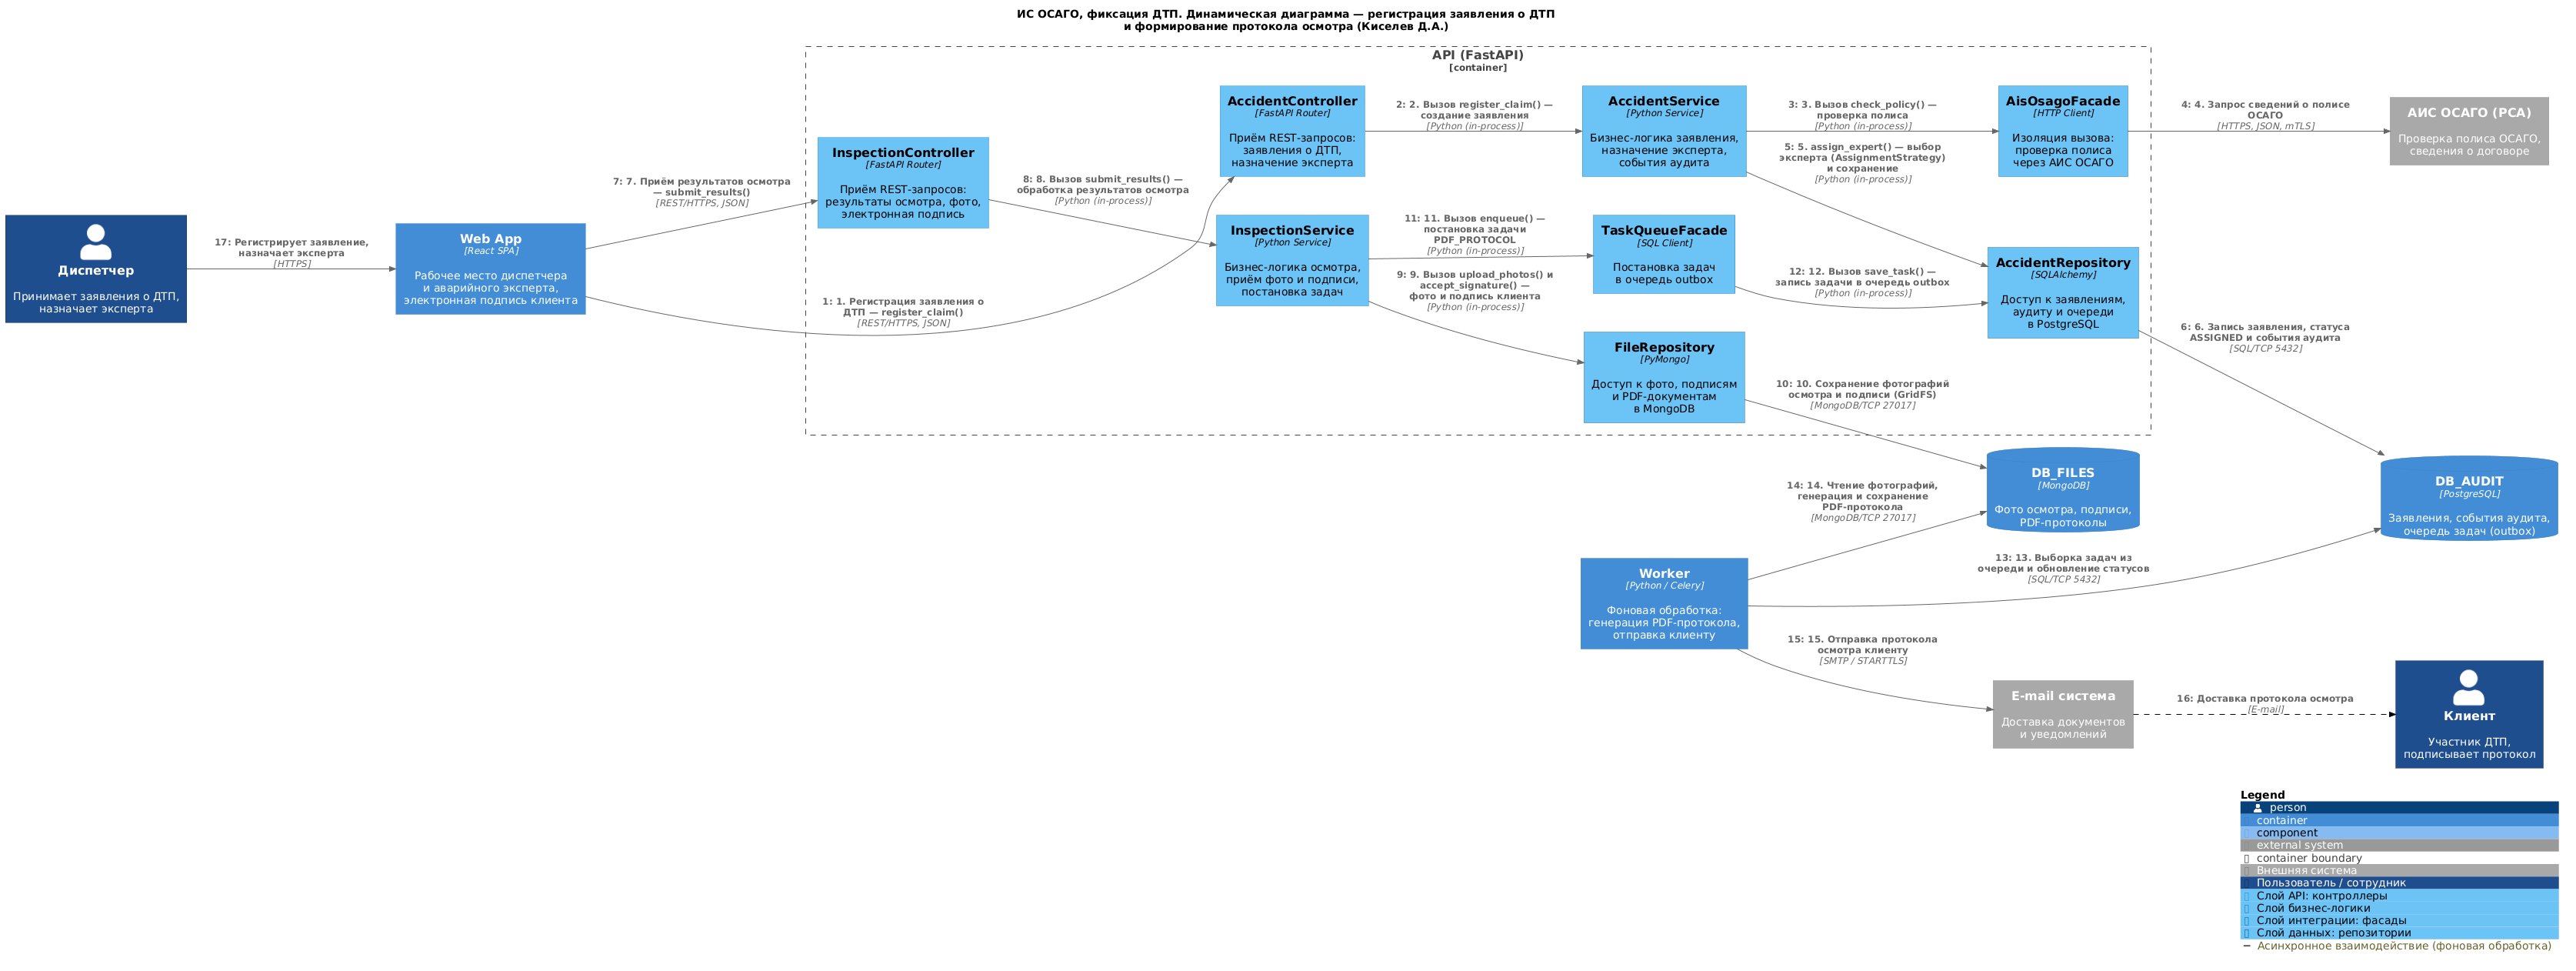 ИС ОСАГО, фиксация ДТП. Динамическая диаграмма — регистрация заявления о ДТП
и формирование протокола осмотра (Киселев Д.А.)
API (FastAPI)
[container]
Диспетчер
Принимает заявления о ДТП,
назначает эксперта
17: Регистрирует заявление,
назначает эксперта
[HTTPS]
Web App
[React SPA]
Рабочее место диспетчера
и аварийного эксперта,
электронная подпись клиента
7: 7. Приём результатов осмотра
— submit_results()
[REST/HTTPS, JSON]
1: 1. Регистрация заявления о
ДТП — register_claim()
[REST/HTTPS, JSON]
InspectionController
[FastAPI Router]
Приём REST-запросов:
результаты осмотра, фото,
электронная подпись
8: 8. Вызов submit_results() —
обработка результатов осмотра
[Python (in-process)]
AccidentController
[FastAPI Router]
Приём REST-запросов:
заявления о ДТП,
назначение эксперта
2: 2. Вызов register_claim() —
создание заявления
[Python (in-process)]
InspectionService
[Python Service]
Бизнес-логика осмотра,
приём фото и подписи,
постановка задач
11: 11. Вызов enqueue() —
постановка задачи
PDF_PROTOCOL
[Python (in-process)]
9: 9. Вызов upload_photos() и
accept_signature() —
фото и подпись клиента
[Python (in-process)]
AccidentService
[Python Service]
Бизнес-логика заявления,
назначение эксперта,
события аудита
3: 3. Вызов check_policy() —
проверка полиса
[Python (in-process)]
5: 5. assign_expert() — выбор
эксперта (AssignmentStrategy)
и сохранение
[Python (in-process)]
TaskQueueFacade
[SQL Client]
Постановка задач
в очередь outbox
12: 12. Вызов save_task() —
запись задачи в очередь outbox
[Python (in-process)]
FileRepository
[PyMongo]
Доступ к фото, подписям
и PDF-документам
в MongoDB
10: 10. Сохранение фотографий
осмотра и подписи (GridFS)
[MongoDB/TCP 27017]
AisOsagoFacade
[HTTP Client]
Изоляция вызова:
проверка полиса
через АИС ОСАГО
4: 4. Запрос сведений о полисе
ОСАГО
[HTTPS, JSON, mTLS]
АИС ОСАГО (РСА)
Проверка полиса ОСАГО,
сведения о договоре
AccidentRepository
[SQLAlchemy]
Доступ к заявлениям,
аудиту и очереди
в PostgreSQL
6: 6. Запись заявления, статуса
ASSIGNED и события аудита
[SQL/TCP 5432]
DB_FILES
[MongoDB]
Фото осмотра, подписи,
PDF-протоколы
DB_AUDIT
[PostgreSQL]
Заявления, события аудита,
очередь задач (outbox)
14: 14. Чтение фотографий,
генерация и сохранение
PDF-протокола
[MongoDB/TCP 27017]
13: 13. Выборка задач из
очереди и обновление статусов
[SQL/TCP 5432]
Worker
[Python / Celery]
Фоновая обработка:
генерация PDF-протокола,
отправка клиенту
15: 15. Отправка протокола
осмотра клиенту
[SMTP / STARTTLS]
E-mail система
Доставка документов
и уведомлений
16: Доставка протокола осмотра
[E-mail]
Клиент
Участник ДТП,
подписывает протокол
Legend
person
container
component
external system
container boundary
Внешняя система
Пользователь / сотрудник
Слой API: контроллеры
Слой бизнес-логики
Слой интеграции: фасады
Слой данных: репозитории
Асинхронное взаимодействие (фоновая обработка)